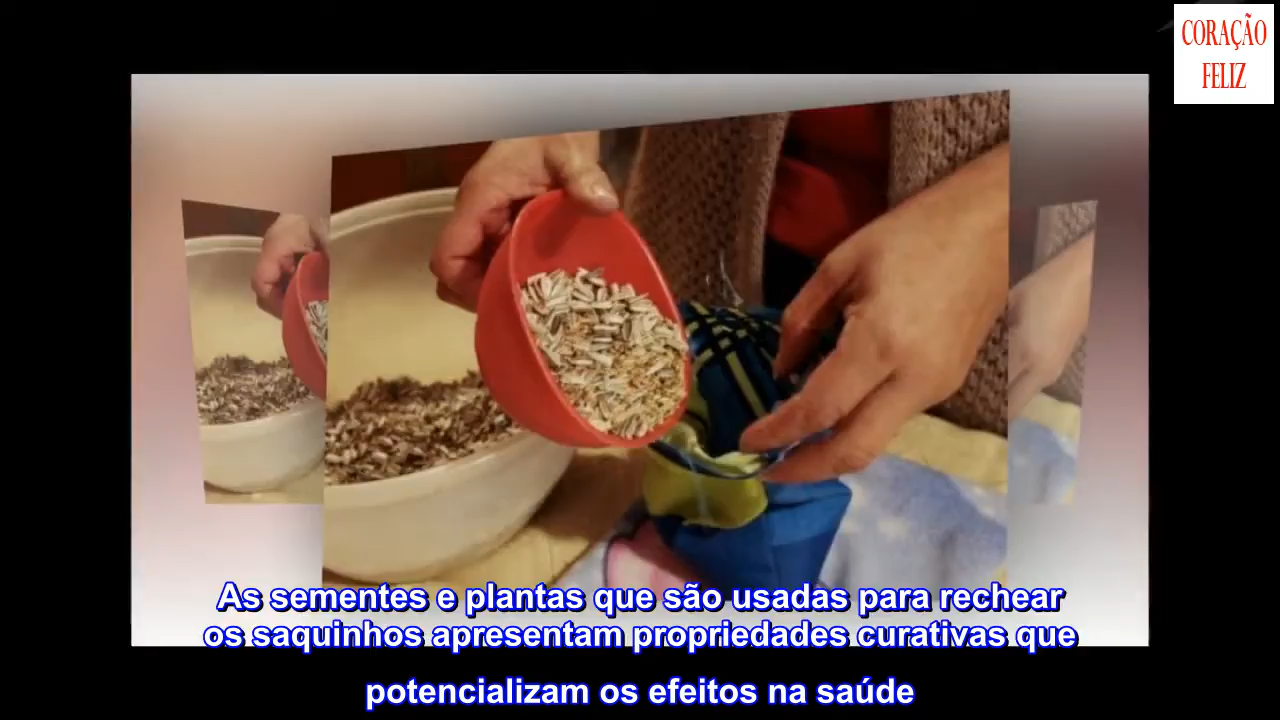 CORAÇÃO
FELIZ
As sementes e plantas que são usadas para rechear
os saquinhos apresentam propriedades curativas que
potencializam os efeitos na saúde